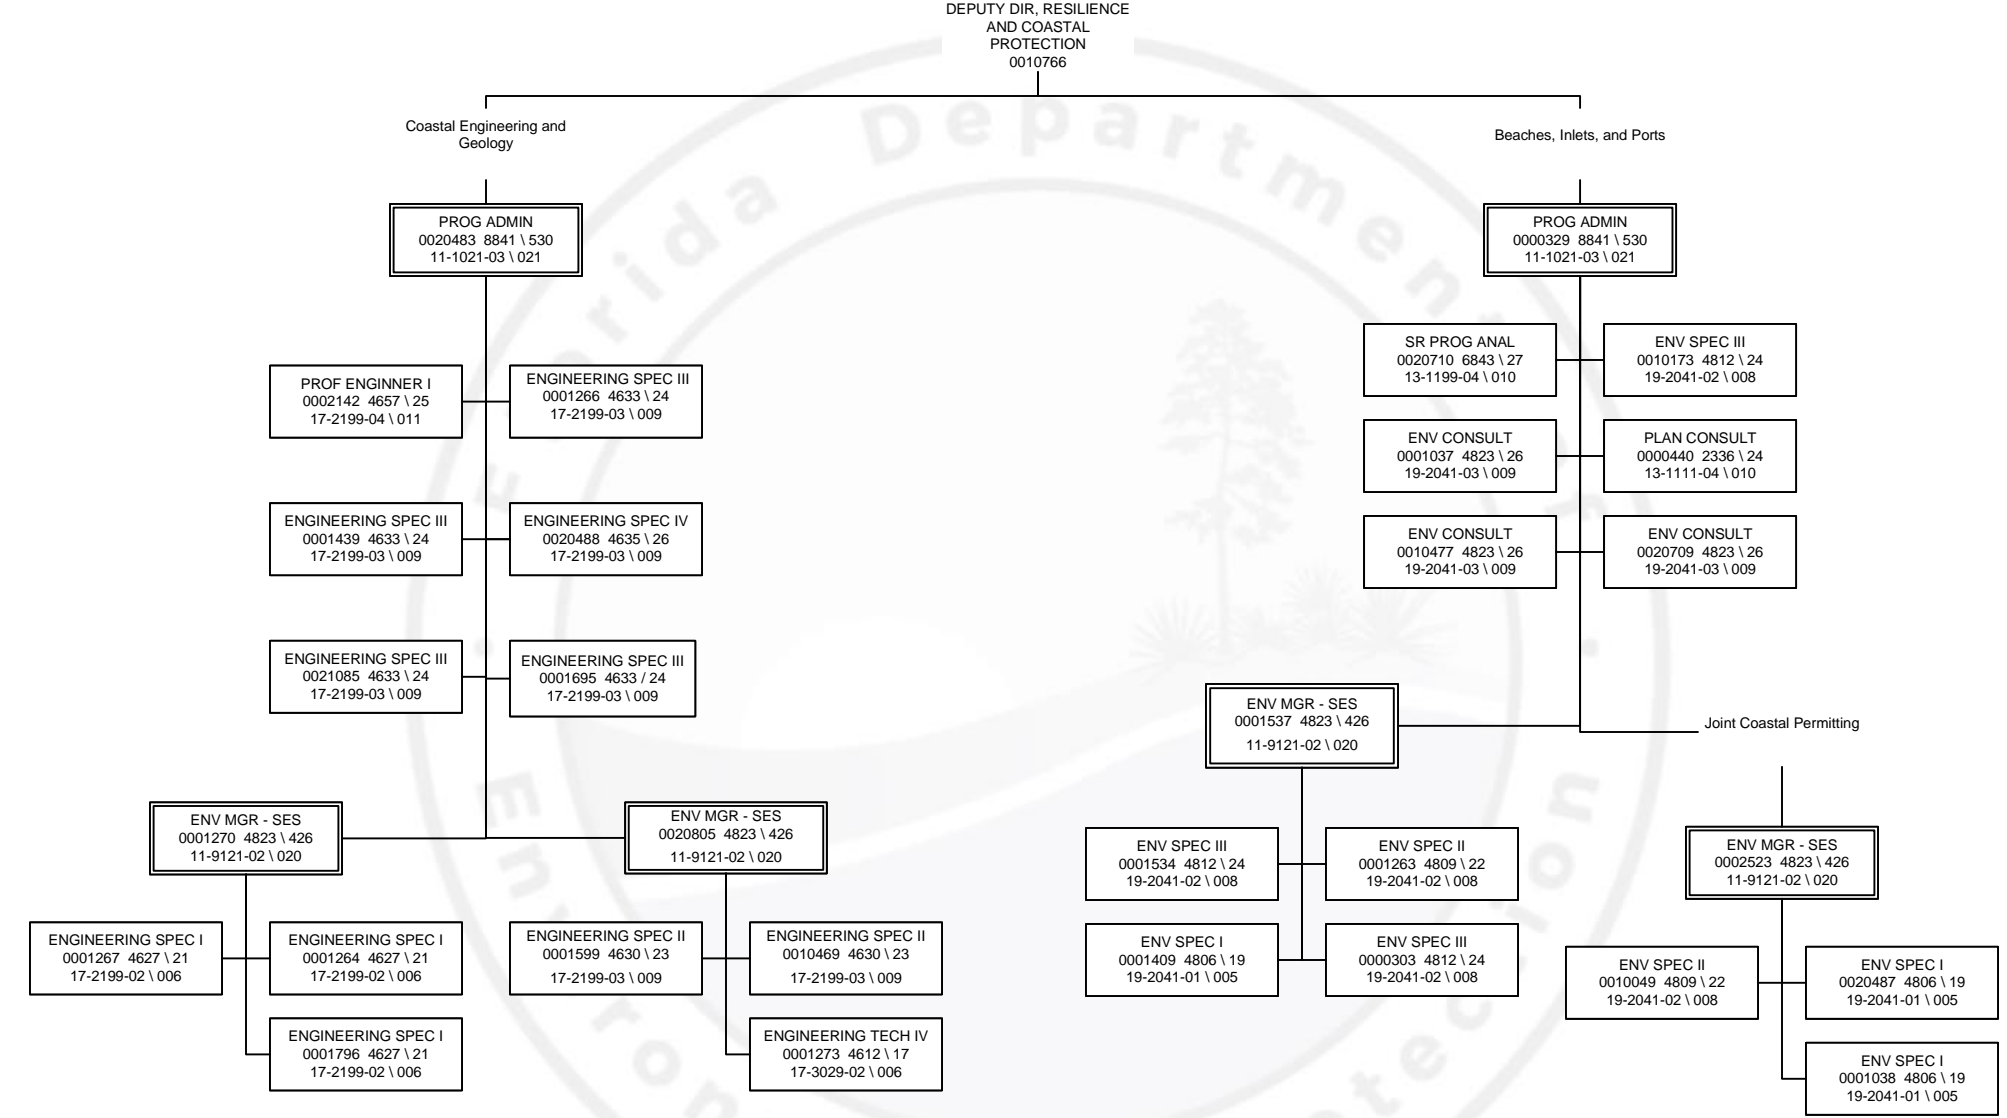 DEPUTY DIR, RESILIENCE
AND COASTAL
PROTECTION
0010766
Coastal Engineering and
Geology
Beaches, Inlets, and Ports
PROG ADMIN
0020483 8841 \ 530
11-1021-03 \ 021
PROG ADMIN
0000329 8841 \ 530
11-1021-03 \ 021
PROF ENGINNER I
0002142 4657 \ 25
17-2199-04 \ 011
ENGINEERING SPEC III
0001266 4633 \ 24
17-2199-03 \ 009
ENGINEERING SPEC III
0001439 4633 \ 24
17-2199-03 \ 009
ENGINEERING SPEC IV
0020488 4635 \ 26
17-2199-03 \ 009
ENGINEERING SPEC III
0021085 4633 \ 24
17-2199-03 \ 009
ENGINEERING SPEC III
0001695 4633 / 24
17-2199-03 \ 009
ENV MGR - SES
0001270 4823 \ 426
11-9121-02 \ 020
ENV MGR - SES
0020805 4823 \ 426
11-9121-02 \ 020
ENGINEERING SPEC I
0001267 4627 \ 21
17-2199-02 \ 006
ENGINEERING SPEC I
0001264 4627 \ 21
17-2199-02 \ 006
ENGINEERING SPEC I
0001796 4627 \ 21
17-2199-02 \ 006
ENGINEERING SPEC II
0001599 4630 \ 23
17-2199-03 \ 009
ENGINEERING SPEC II
0010469 4630 \ 23
17-2199-03 \ 009
ENGINEERING TECH IV
0001273 4612 \ 17
17-3029-02 \ 006
SR PROG ANAL
0020710 6843 \ 27
13-1199-04 \ 010
ENV SPEC III
0010173 4812 \ 24
19-2041-02 \ 008
ENV CONSULT
0001037 4823 \ 26
19-2041-03 \ 009
PLAN CONSULT
0000440 2336 \ 24
13-1111-04 \ 010
ENV CONSULT
0010477 4823 \ 26
19-2041-03 \ 009
ENV CONSULT
0020709 4823 \ 26
19-2041-03 \ 009
ENV MGR - SES
0001537 4823 \ 426
11-9121-02 \ 020
Joint Coastal Permitting
ENV SPEC III
0001534 4812 \ 24
19-2041-02 \ 008
ENV SPEC II
0001263 4809 \ 22
19-2041-02 \ 008
ENV SPEC I
0001409 4806 \ 19
19-2041-01 \ 005
ENV SPEC III
0000303 4812 \ 24
19-2041-02 \ 008
ENV MGR - SES
0002523 4823 \ 426
11-9121-02 \ 020
ENV SPEC II
0010049 4809 \ 22
19-2041-02 \ 008
ENV SPEC I
0020487 4806 \ 19
19-2041-01 \ 005
ENV SPEC I
0001038 4806 \ 19
19-2041-01 \ 005